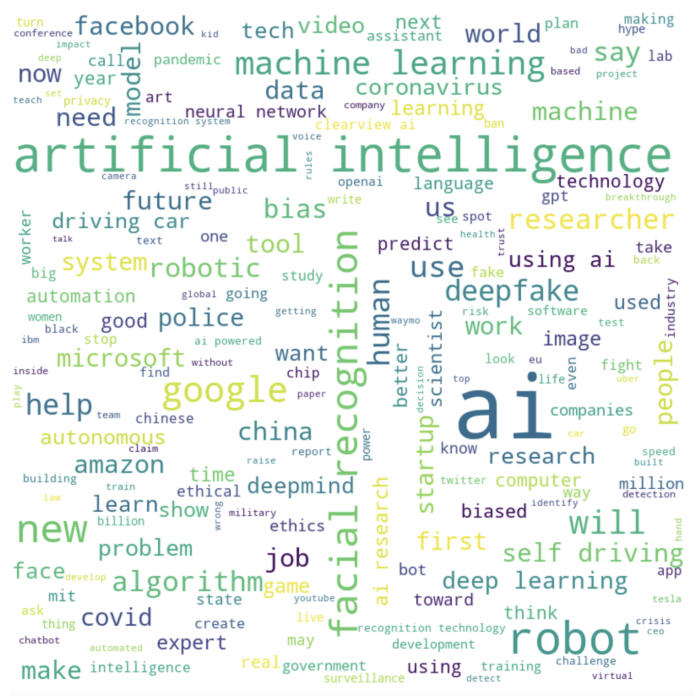 turn
conference
facebook
kid
tech
video
next
assistant
world
plan
making
hype
impact
deep
call
model
pandemic
machine learning
bad
say
lab
now
year
data
coronavirus
based
project
teach
set
privacy
art
neural network
company
learning
machine
need
recognition system
clearview ai
ban
voice
rules
artificial intelligence
camera
still
public
openai
language
technology
future
write
us
see
spot
gpt
breakthrough
worker
driving car
bias
researcher
talk
text
one
tool
predict
health
trust
using ai
take
back
system
robotic
study
use
fake
big
automation
global
going
human
deepfake
used
industry
women
good
police
getting
waymo
scientist
risk
software
work
test
black
ibm
stop
ai powered
facial recognition
image
people
microsoft
want
better
look
eu
even
fight
inside
without
find
chip
top
ai
life
uber
play
google
paper
decision
help
team
chinese
companies
autonomous
claim
china
power
startup
car
go
report
know
research
speed
built
amazon
raise
building
train
time
ethical
deepmind
ai research
twitter
computer
way
million
detection
identify
law
learn
show
wrong
military
biased
new
billion
ethics
will
hand
problem
job
first
self driving
face
develop
algorithm
game
bot
deep learning
app
mit
state
youtube
toward
tesla
ask
thing
covid
create
live
think
crisis
ceo
chatbot
automated
expert
may
recognition technology
development
robot
make
intelligence
real
government
surveillance
using
training
detect
challenge
virtual